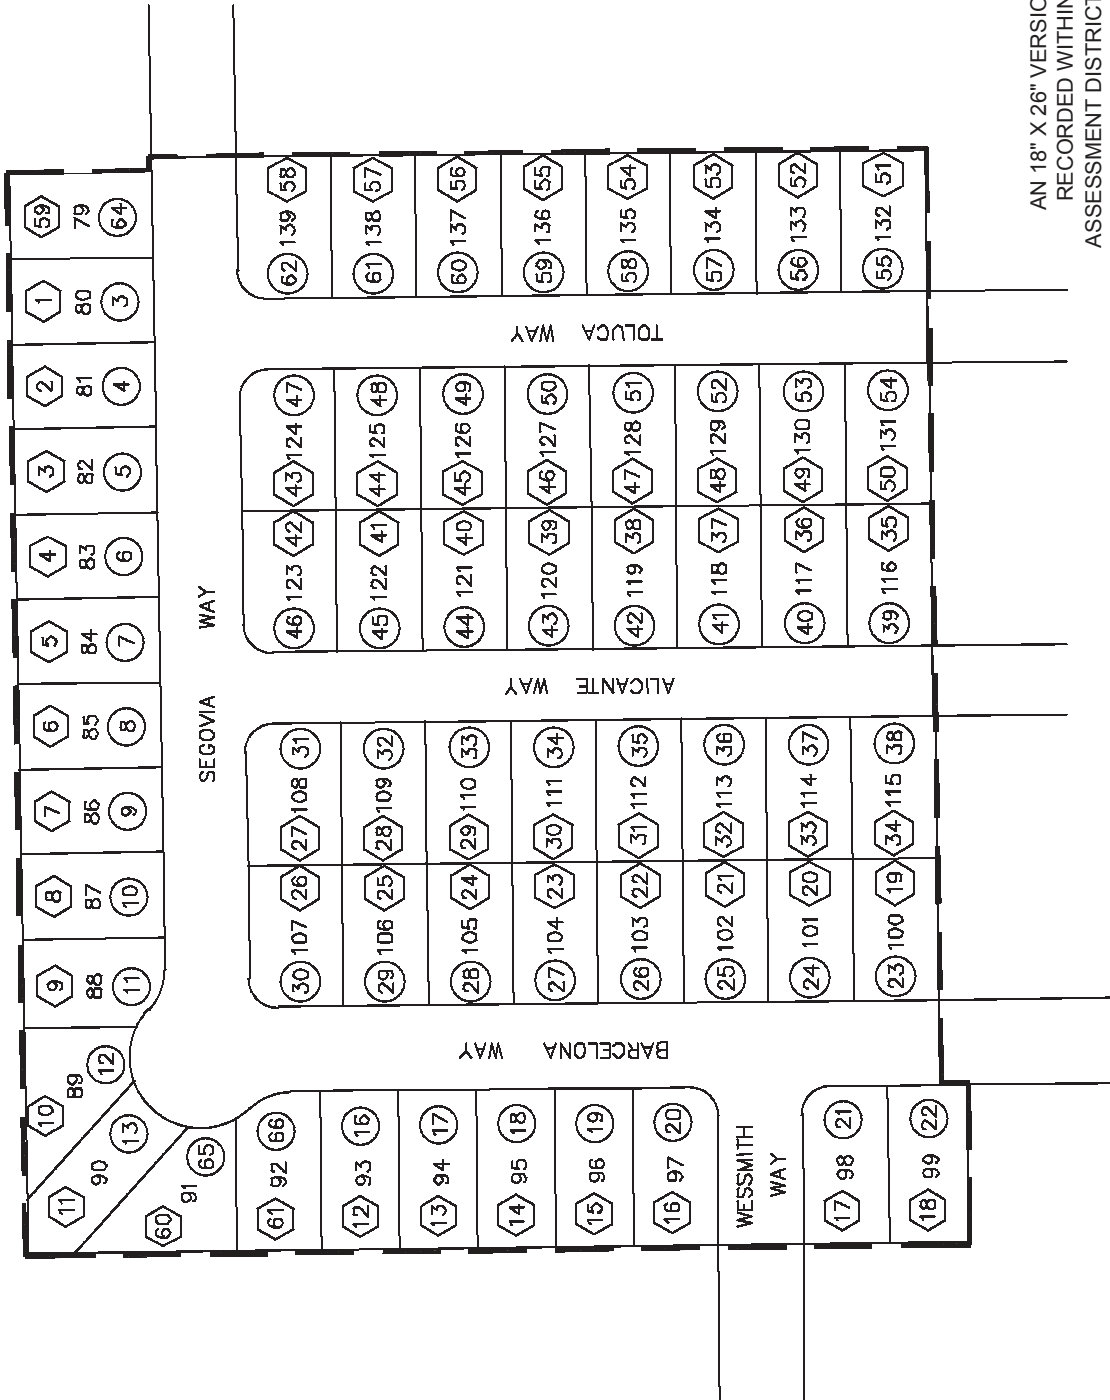 59 79 64
1 80 3
2 81 4
3 82 5
4 83 6
5 84 7
6 85 8
7 86 9
8 87 10
9 88 11
10 89 12
11 90 13
60 91 65
61 92 66
12 93 16
13 94 17
14 95 18
15 96 19
16 97 20
17 98 21
18 99 22
SEGOVIA WAY
62 139 58
61 138 57
60 137 56
59 136 55
58 135 54
57 134 53
56 133 52
55 132 51
TOLUCA WAY
43 124 47
44 125 48
45 126 49
46 127 50
47 128 51
48 129 52
49 130 53
50 131 54
46 123 42
45 122 41
44 121 40
43 120 39
42 119 38
41 118 37
40 117 36
39 116 35
ALICANTE WAY
27 108 31
28 109 32
29 110 33
30 111 34
31 112 35
32 113 36
33 114 37
34 115 38
30 107 26
29 106 25
28 105 24
27 104 23
26 103 22
25 102 21
24 101 20
23 100 19
BARCELONA WAY
WESSMITH
WAY
AN 18" X 26" VERSIO
RECORDED WITHIN
ASSESSMENT DISTRICT